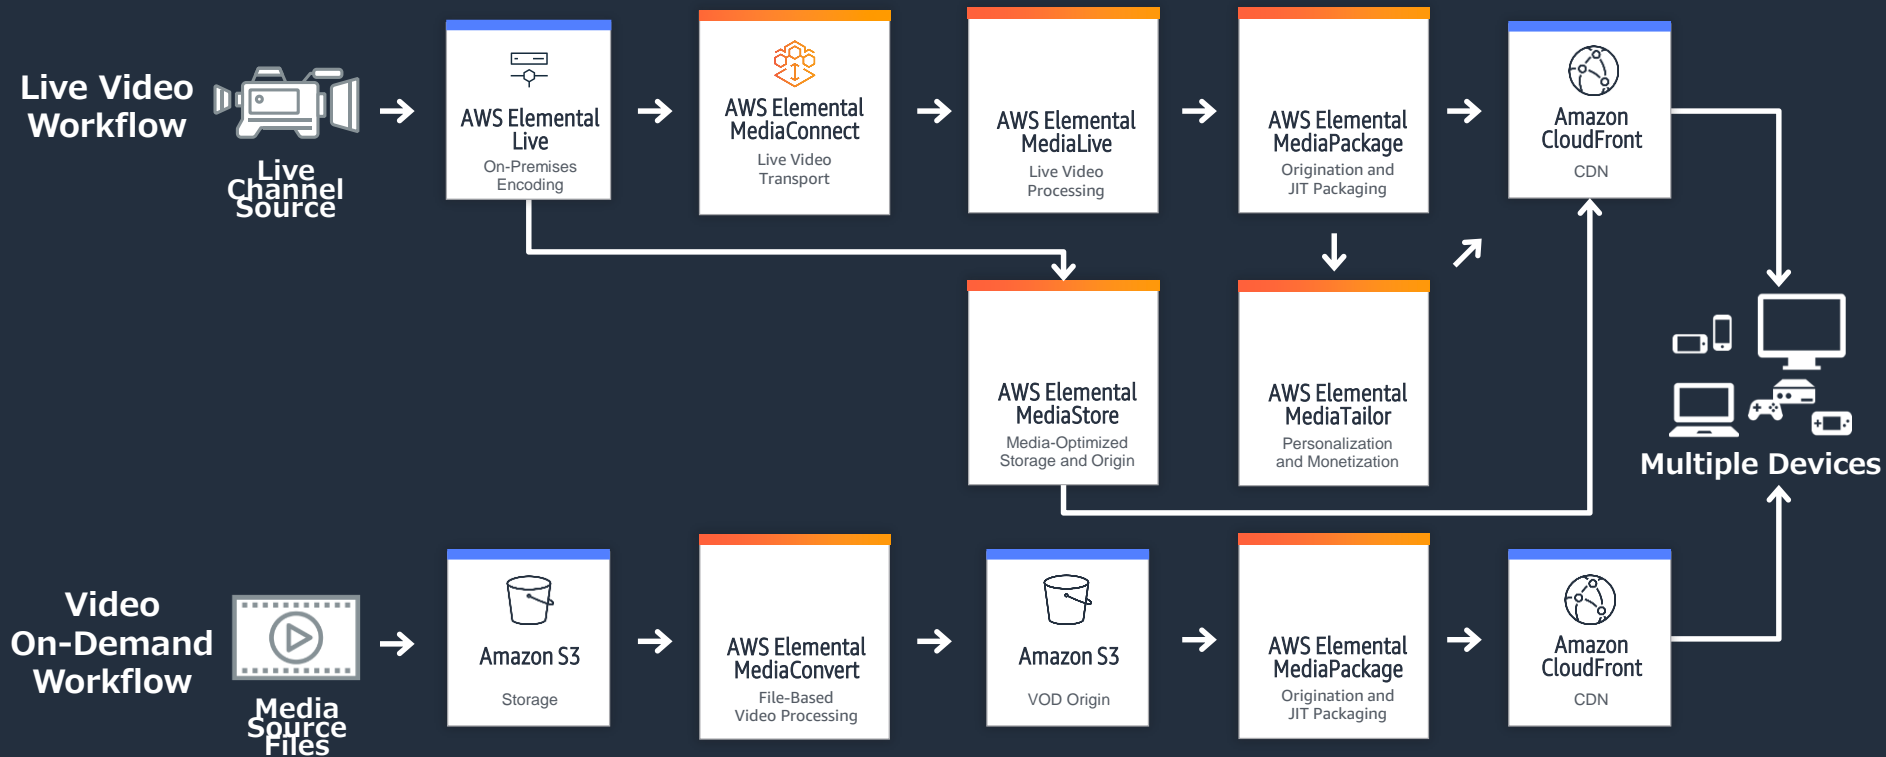 Live Video
Workflow
Live
Channel
Source
AWS Elemental
Live
On-Premises
Encoding
AWS Elemental
MediaConnect
Live Video
Transport
AWS Elemental
MediaLive
Live Video
Processing
AWS Elemental
MediaPackage
Origination and
JIT Packaging
Amazon
CloudFront
CDN
AWS Elemental
MediaStore
Media-Optimized
Storage and Origin
AWS Elemental
MediaTailor
Personalization
and Monetization
Multiple Devices
Video
On-Demand
Workflow
Media
Source
Files
Amazon S3
Storage
AWS Elemental
MediaConvert
File-Based
Video Processing
Amazon S3
VOD Origin
AWS Elemental
MediaPackage
Origination and
JIT Packaging
Amazon
CloudFront
CDN